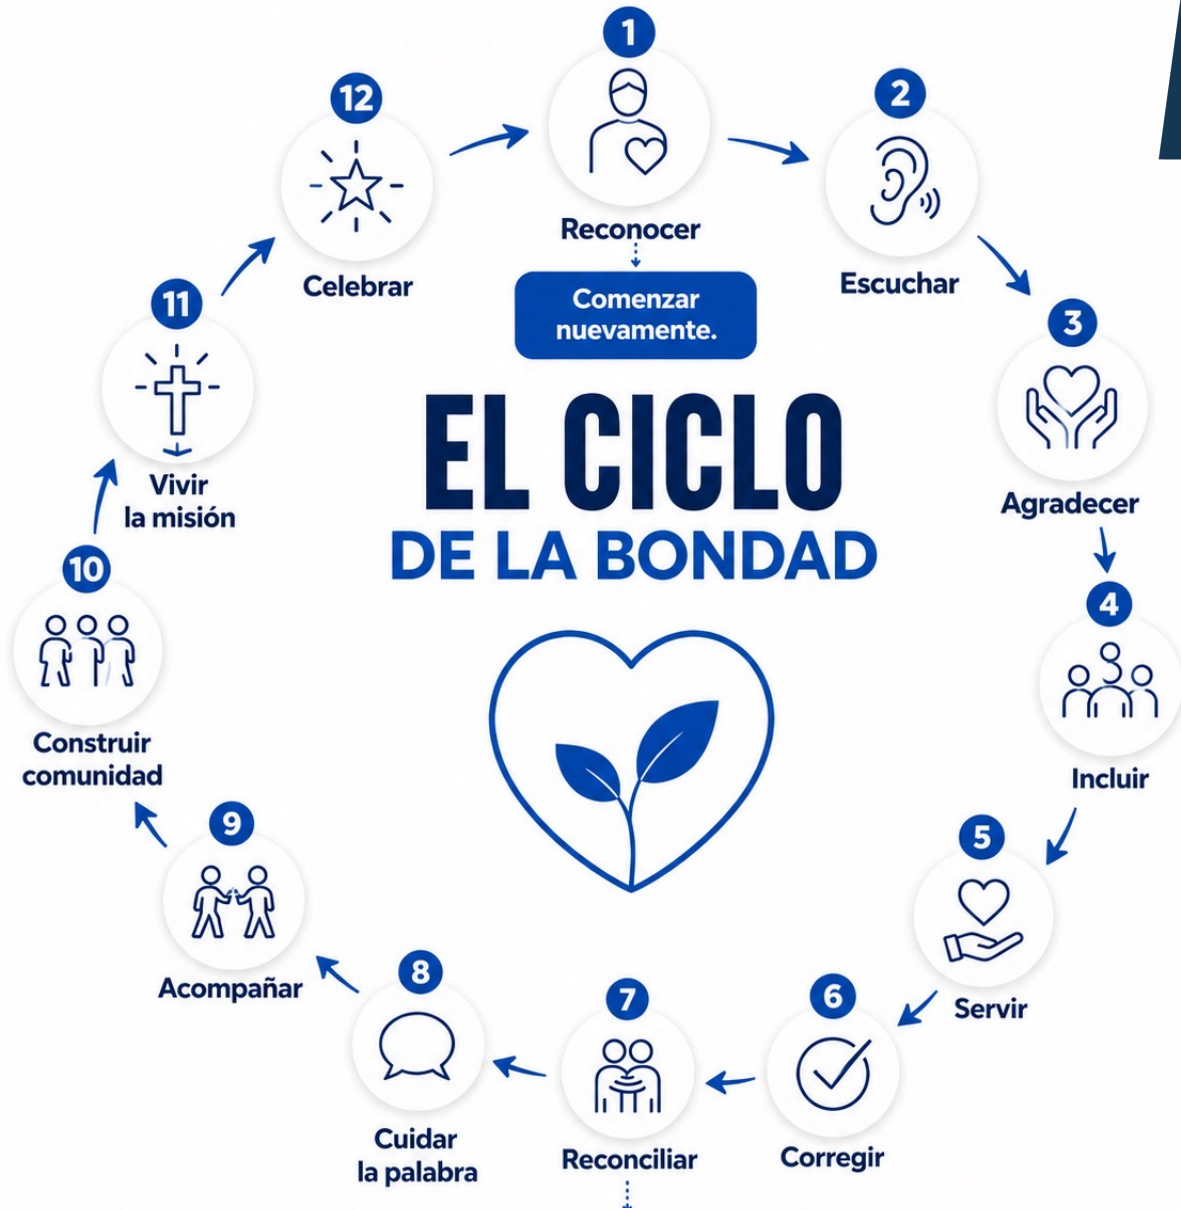 1
Reconocer
Comenzar
nuevamente.
2
Escuchar
3
Agradecer
4
Incluir
5
Servir
6
Corregir
7
Reconciliar
8
Cuidar
la palabra
9
Acompañar
10
Construir
comunidad
11
Vivir
la misión
12
Celebrar
EL CICLO
DE LA BONDAD